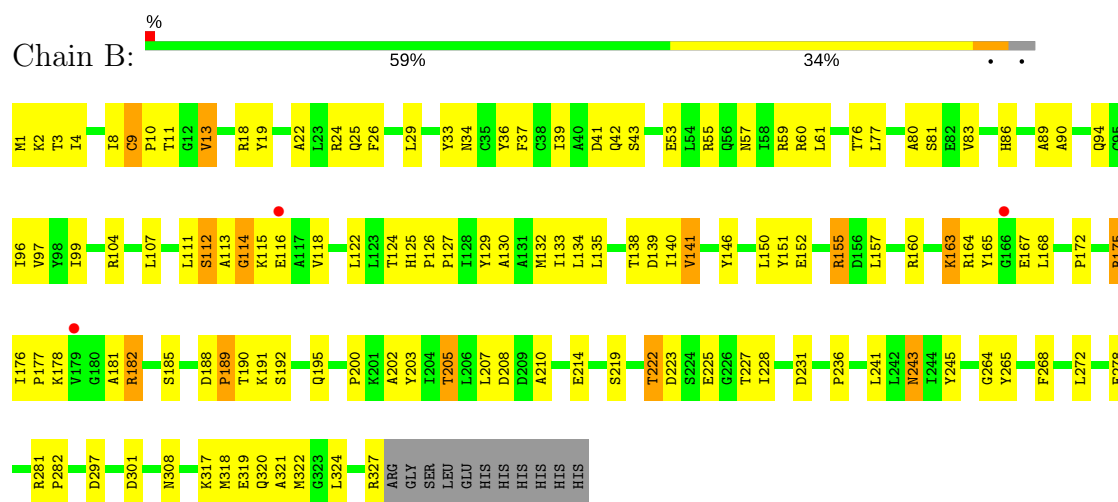 %
Chain B:
59% 34% • •
M1 K2 T3 I4 I8 C9 P10 T11 G12 V13 R18 Y19 A22 L23 R24 Q25 F26 L29 Y33 N34 C35 Y36 F37 C38 I39 A40 D41 Q42 S43 E53 L54 R55 Q56 N57 I58 R59 R60 L61 T76 L77 A80 S81 E82 V83 H86 A89 A90 Q94 C95
I96 V97 Y98 I99 R104 L107 L111 S112 A113 G114 K115 E116 A117 V118 L122 L123 T124 H125 P126 P127 I128 Y129 A130 A131 M132 I133 L134 L135 T138 D139 I140 V141 Y146 L150 Y151 E152 R155 D156 L157 R160 K163 R164 Y165 G166 E167 L168 P172 R175
I176 P177 K178 V179 G180 A181 R182 S185 D188 P189 T190 K191 S192 Q195 P200 K201 A202 Y203 I204 T205 L206 L207 D208 D209 A210 E214 S219 T222 D223 S224 E225 G226 T227 I228 D231 P236 L241 L242 N243 I244 Y245 G264 Y265 F268 L272
R281 P282 D297 D301 N308 K317 M318 E319 Q320 A321 M322 G323 L324 R327 ARG GLY SER LEU GLU HIS HIS HIS HIS HIS HIS